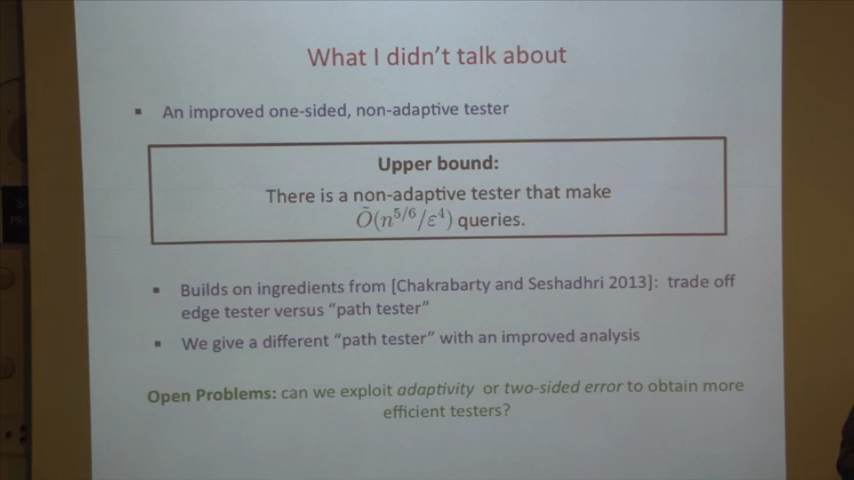 What I didn't talk about
▪ An improved one-sided, non-adaptive tester
Upper bound:
There is a non-adaptive tester that make
Õ(n^{5/6}/ε^4) queries.
▪ Builds on ingredients from [Chakrabarty and Seshadhri 2013]: trade off
edge tester versus "path tester"
▪ We give a different "path tester" with an improved analysis
Open Problems: can we exploit adaptivity or two-sided error to obtain more
efficient testers?